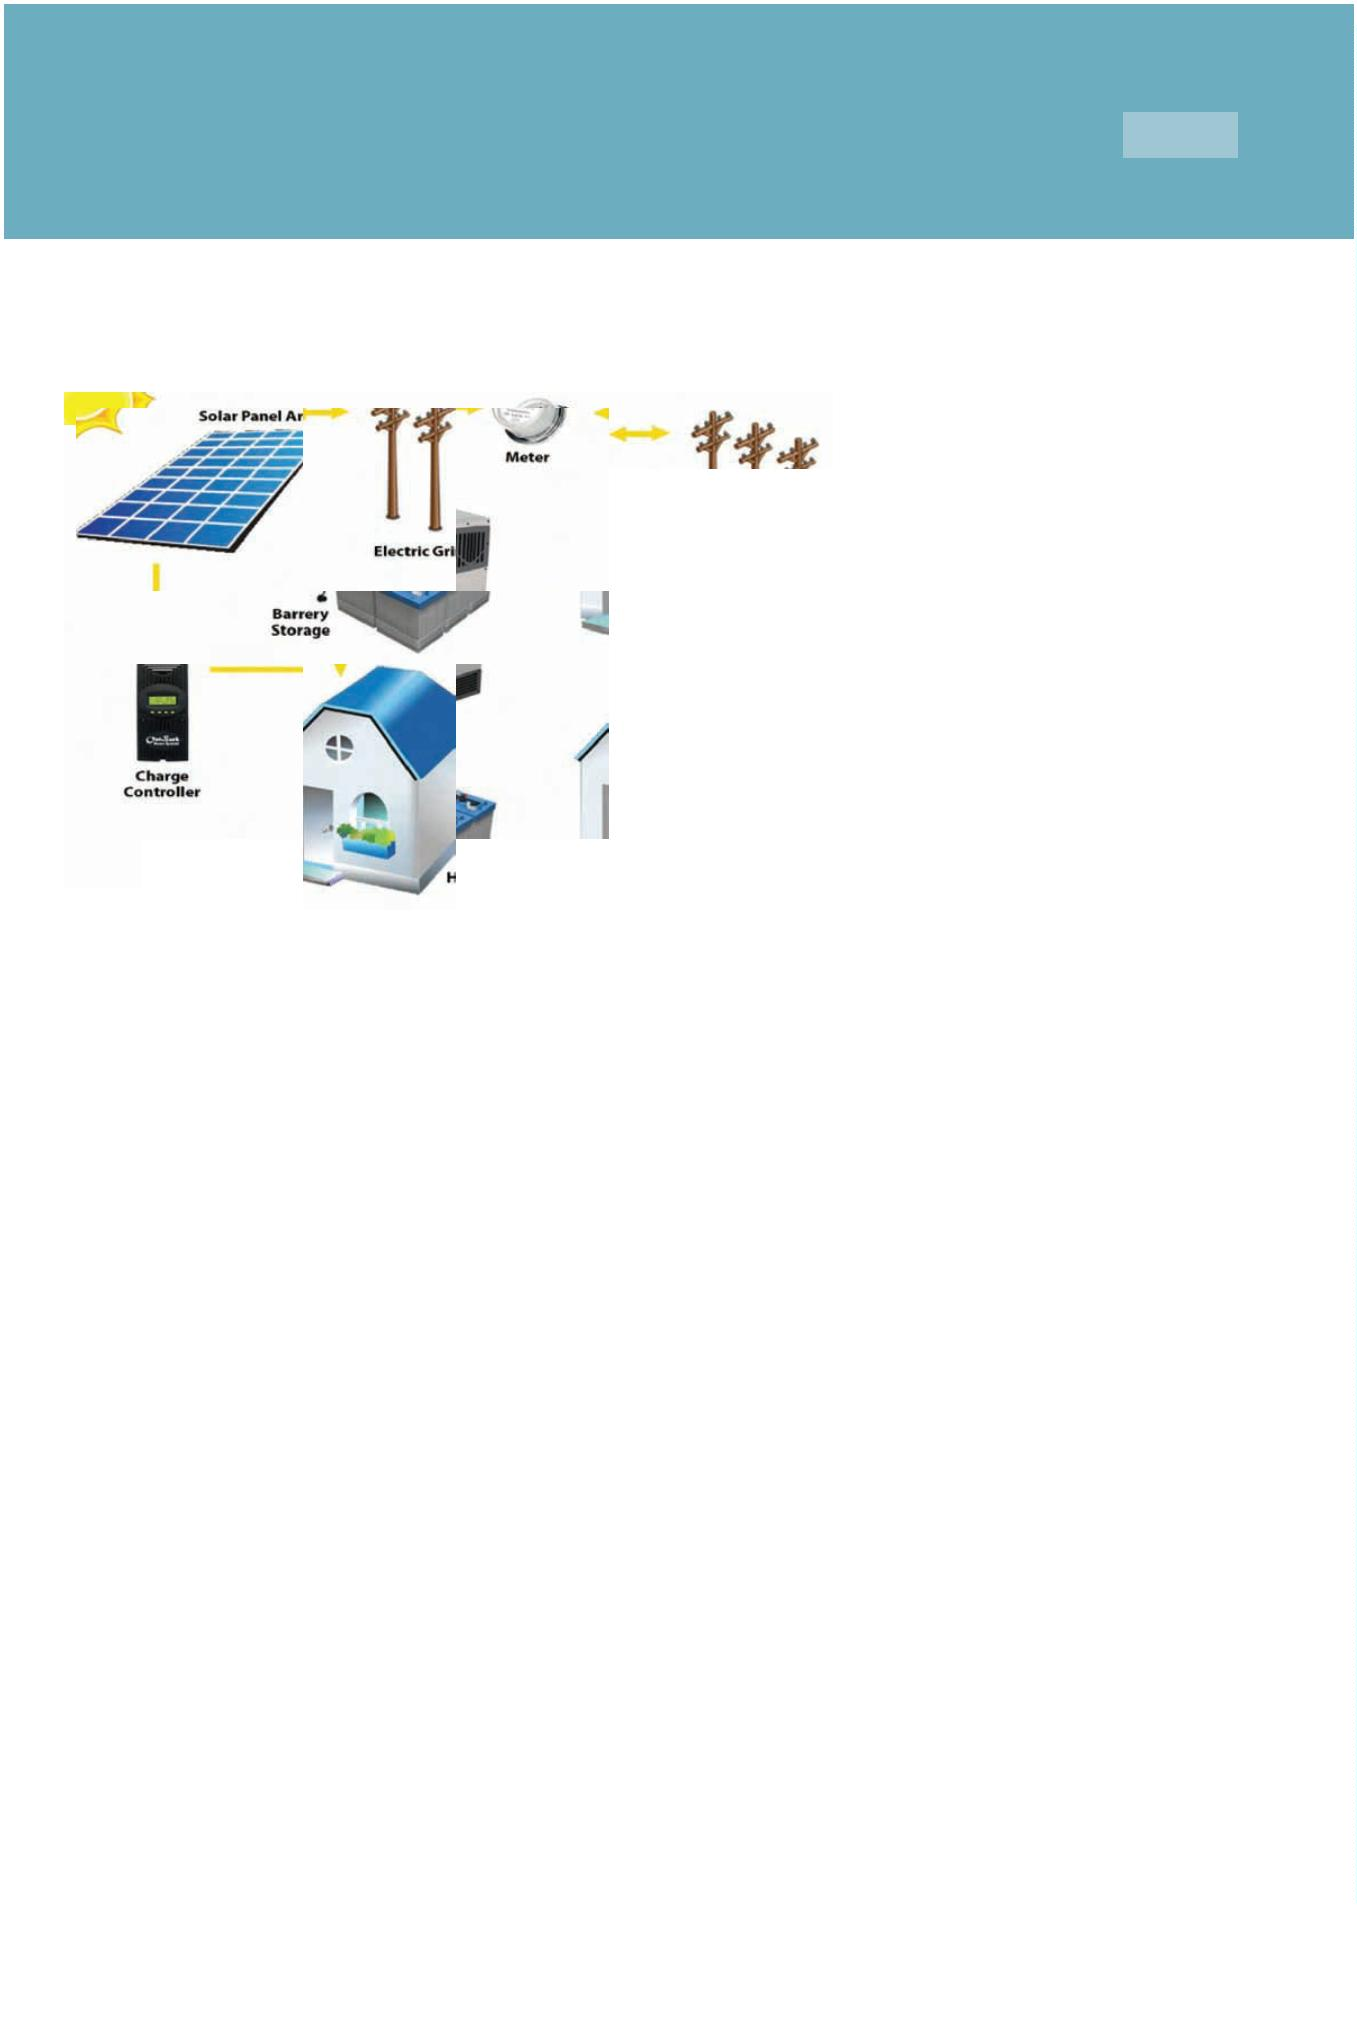 Solar Panel Ar
Meter
Electric Gri
Barrery
Storage
Charge
Controller
H